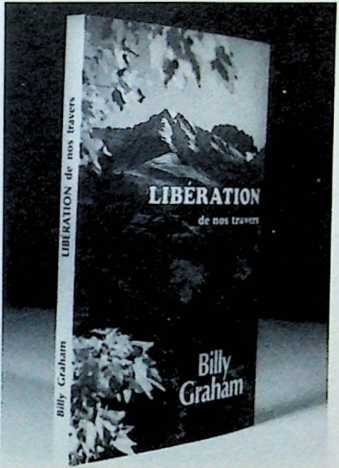 LIBÉRATION de nos travers
Billy Graham
LIBÉRATION
de nos travers
Billy
Graham